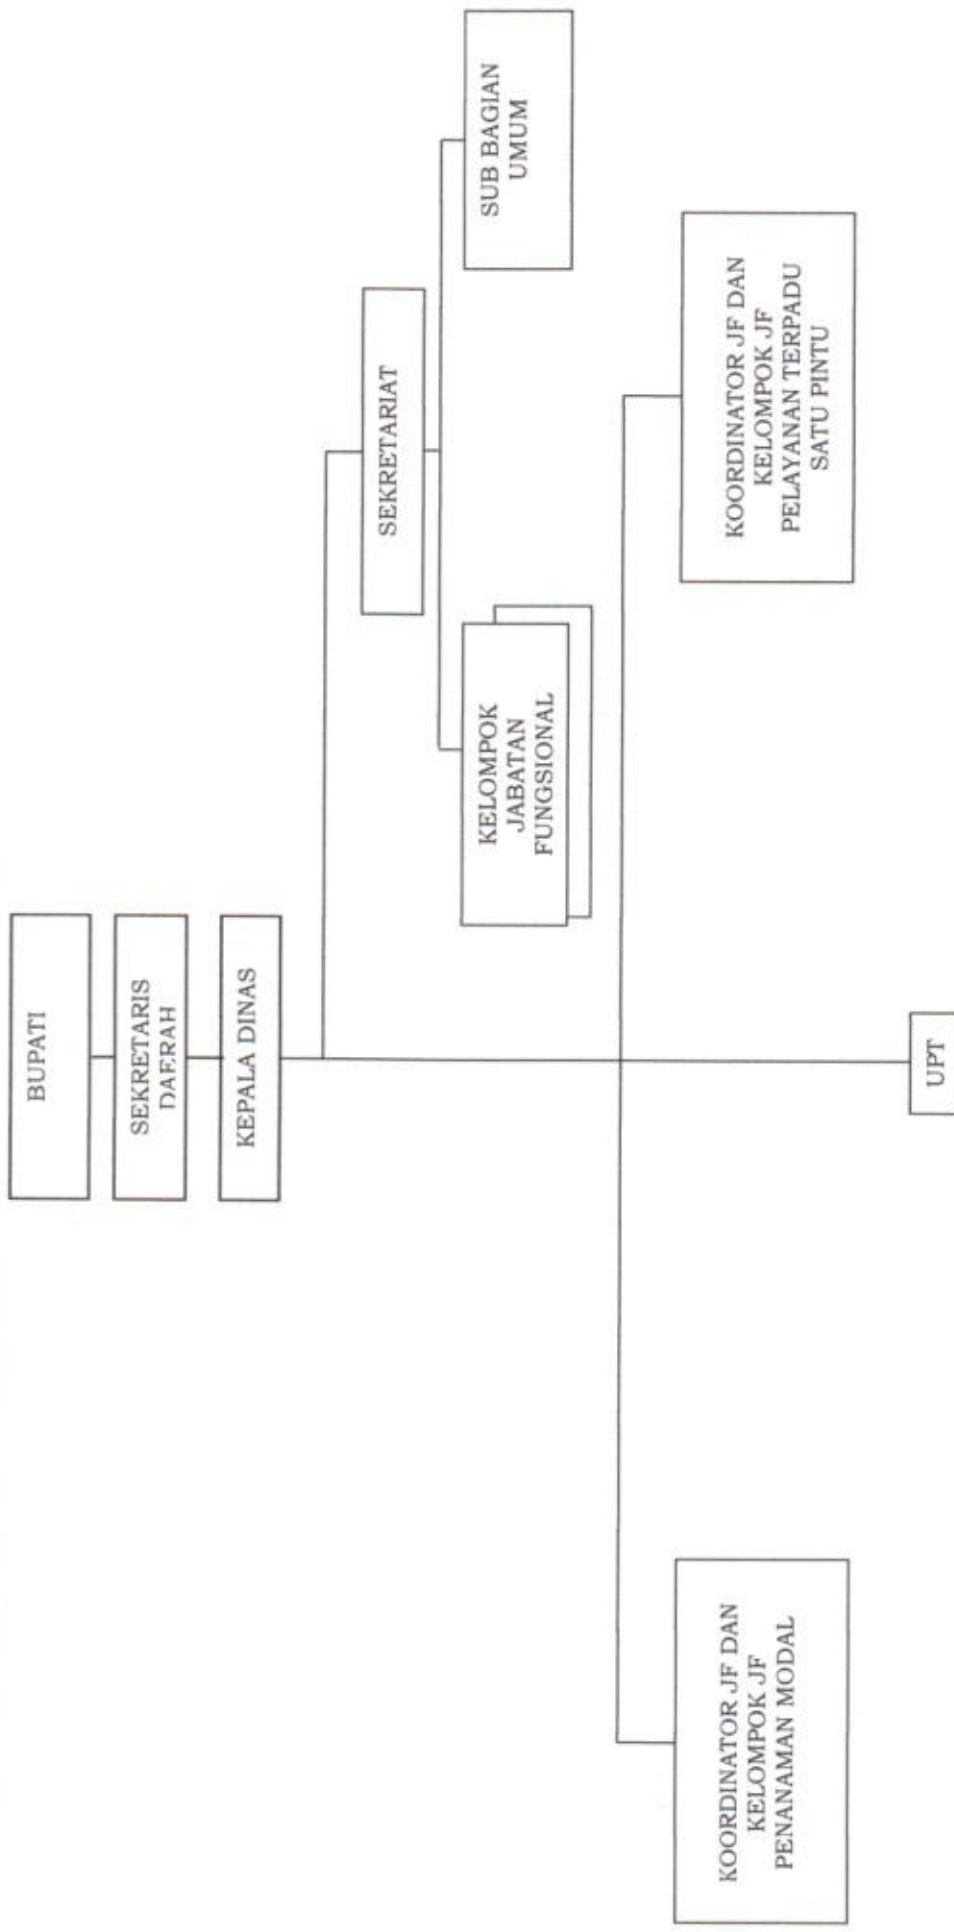 BUPATI
SEKRETARIS
DAERAH
KEPALA DINAS
SEKRETARIAT
KELOMPOK
JABATAN
FUNGSIONAL
SUB BAGIAN
UMUM
KOORDINATOR JF DAN
KELOMPOK JF
PENANAMAN MODAL
KOORDINATOR JF DAN
KELOMPOK JF
PELAYANAN TERPADU
SATU PINTU
UPT